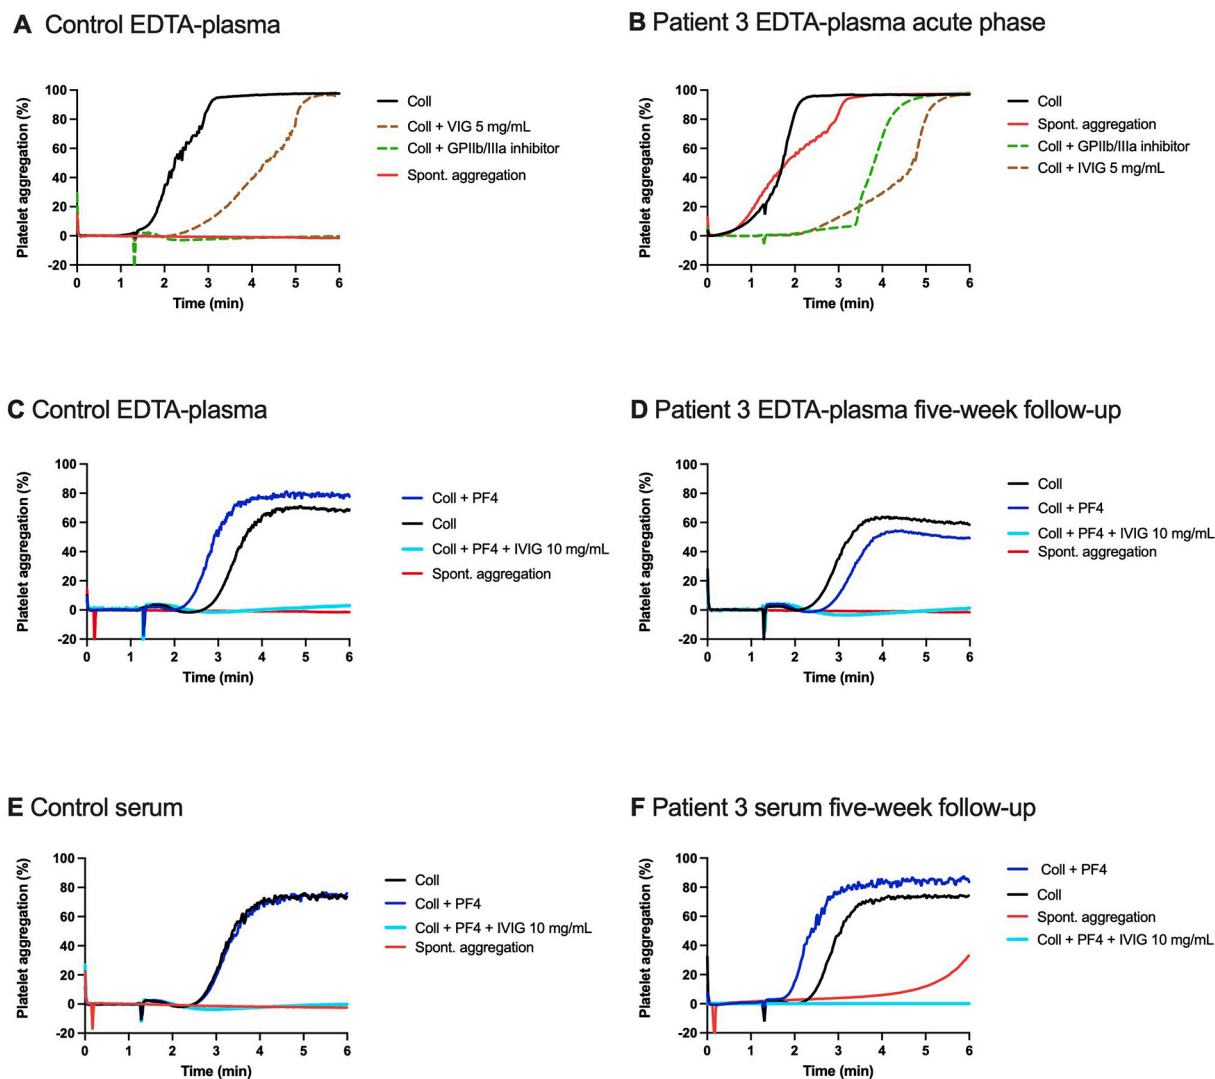 A Control EDTA-plasma
B Patient 3 EDTA-plasma acute phase
Platelet aggregation (%)
100
80
60
40
20
0
-20
0 1 2 3 4 5 6
Time (min)
Coll
Coll + VIG 5 mg/mL
Coll + GPIIb/IIIa inhibitor
Spont. aggregation
Platelet aggregation (%)
100
80
60
40
20
0
-20
0 1 2 3 4 5 6
Time (min)
Coll
Spont. aggregation
Coll + GPIIb/IIIa inhibitor
Coll + IVIG 5 mg/mL
C Control EDTA-plasma
D Patient 3 EDTA-plasma five-week follow-up
Platelet aggregation (%)
100
80
60
40
20
0
-20
0 1 2 3 4 5 6
Time (min)
Coll + PF4
Coll
Coll + PF4 + IVIG 10 mg/mL
Spont. aggregation
Platelet aggregation (%)
100
80
60
40
20
0
-20
0 1 2 3 4 5 6
Time (min)
Coll
Coll + PF4
Coll + PF4 + IVIG 10 mg/mL
Spont. aggregation
E Control serum
F Patient 3 serum five-week follow-up
Platelet aggregation (%)
100
80
60
40
20
0
-20
0 1 2 3 4 5 6
Time (min)
Coll
Coll + PF4
Coll + PF4 + IVIG 10 mg/mL
Spont. aggregation
Platelet aggregation (%)
100
80
60
40
20
0
-20
0 1 2 3 4 5 6
Time (min)
Coll + PF4
Coll
Spont. aggregation
Coll + PF4 + IVIG 10 mg/mL